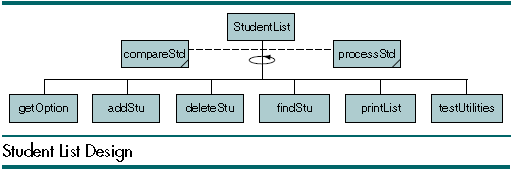 StudentList
compareStd processStd
getOption addStu deleteStu findStu printList testUtilities
Student List Design